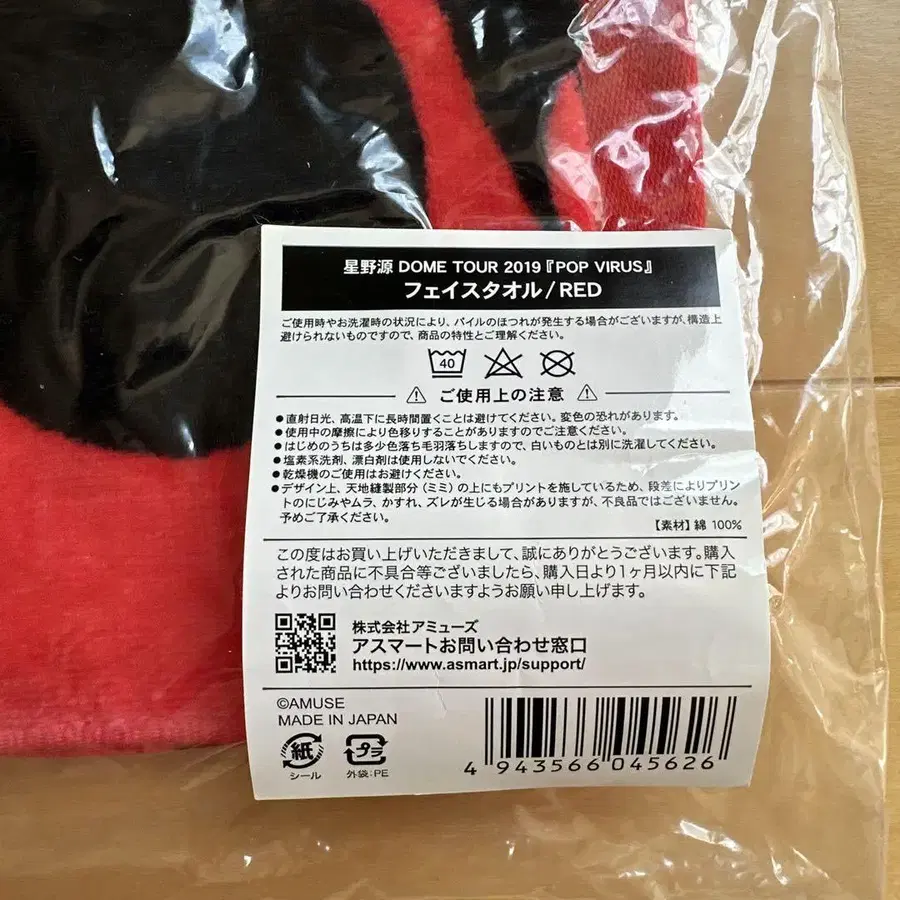 星野源 DOME TOUR 2019『POP VIRUS』
フェイスタオル/RED
ご使用時やお洗濯時の状況により、パイルのほつれが発生する場合がございますが、構造上
避けられないものですので、商品の特性とご理解ください。
40
ご使用上の注意
●直射日光、高温下に長時間置くことは避けてください。変色の恐れがあります。
●使用中の摩擦により色移りすることがありますのでご注意ください。
●はじめのうちは多少色落ち毛羽落ちしますので、白いものとは別に洗濯してください。
●塩素系洗剤、漂白剤は使用しないでください。
●乾燥機のご使用はお避けください。
●デザイン上、天地縫製部分(ミミ)の上にもプリントを施しているため、段差によりプリン
トのにじみやムラ、かすれ、ズレが生じる場合がありますが、不良品ではございません。
予めご了承ください。
【素材】綿 100%
この度はお買い上げいただきまして、誠にありがとうございます。購入
された商品に不具合等ございましたら、購入日より1ヶ月以内に下記
よりお問い合わせくださいますようお願い申し上げます。
株式会社アミューズ
アスマートお問い合わせ窓口
https://www.asmart.jp/support/
©AMUSE
MADE IN JAPAN
紙
シール
プラ
外袋:PE
4 943566 045626